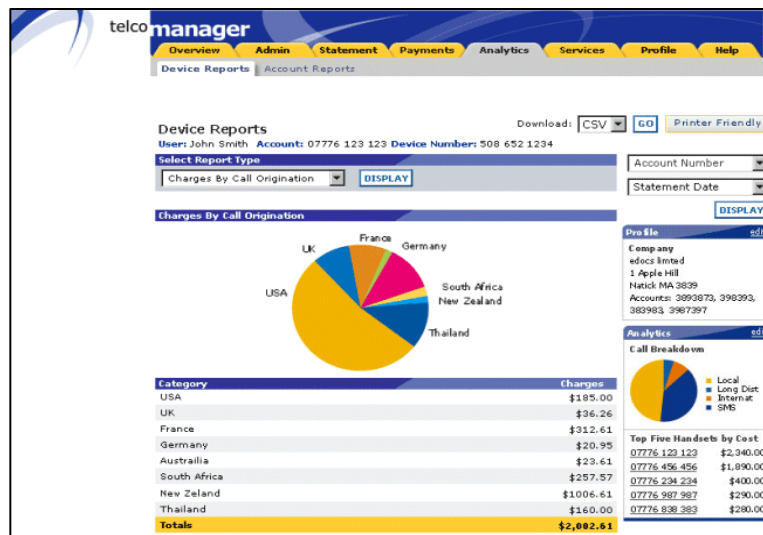 telco manager
Overview Admin Statement Payments Analytics Services Profile Help
Device Reports Account Reports
Download: CSV GO Printer Friendly
Device Reports
User: John Smith Account: 07776 123 123 Device Number: 508 652 1234
Select Report Type
Charges By Call Origination DISPLAY
Account Number
Statement Date
DISPLAY
Charges By Call Origination
France
Germany
UK
USA
South Africa
New Zealand
Thailand
Category Charges
USA $185.00
UK $36.26
France $312.61
Germany $20.95
Austrailia $23.61
South Africa $257.57
New Zeland $1006.61
Thailand $160.00
Totals $2,002.61
Profile edi
Company
edocs limted
1 Apple Hill
Natick MA 3839
Accounts: 3893873, 398393,
383983, 3987397
Analytics edi
Call Breakdown
Local
Long Dist
Internat
SMS
Top Five Handsets by Cost
07776 123 123 $2,340.00
07776 456 456 $1,890.00
07776 234 234 $400.00
07776 987 987 $290.00
07776 838 383 $280.00